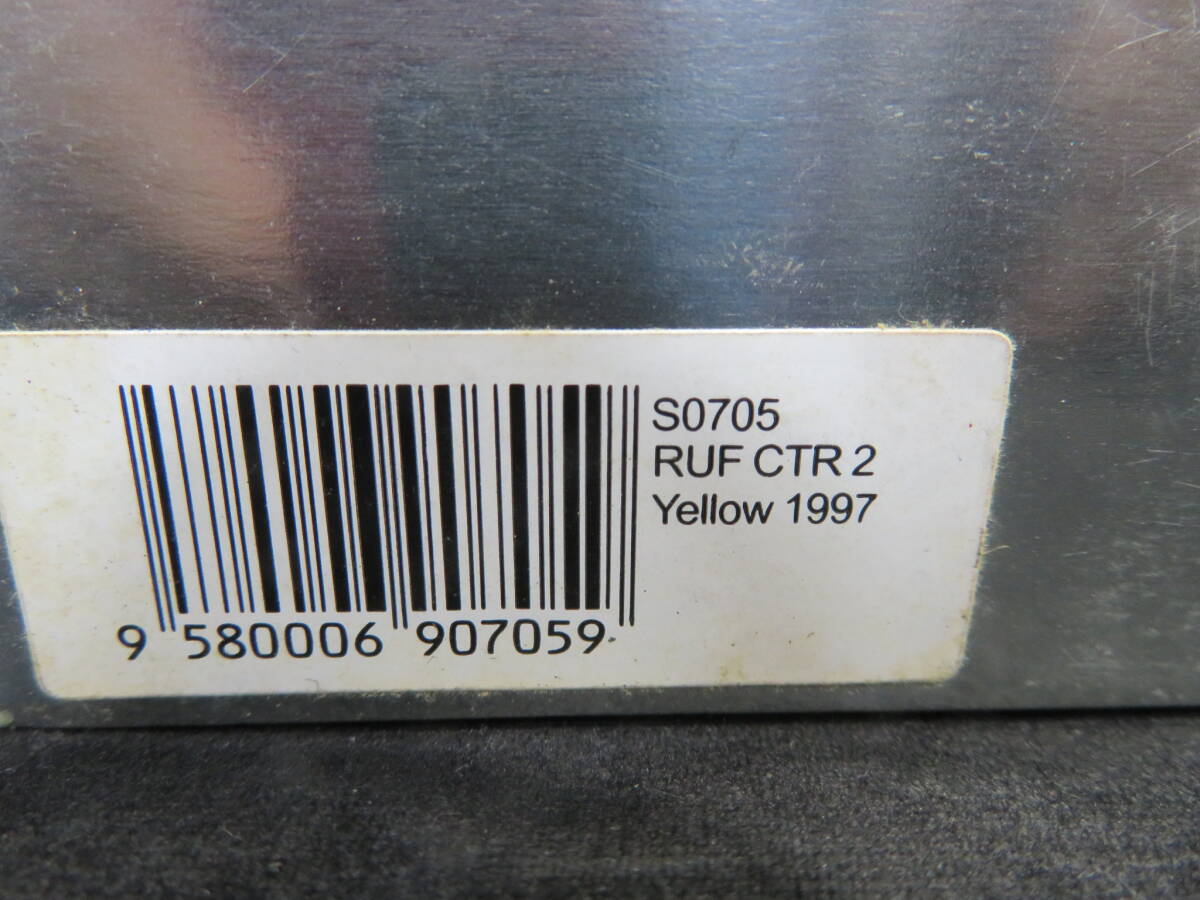 S0705
RUF CTR 2
Yellow 1997
9 580006 907059